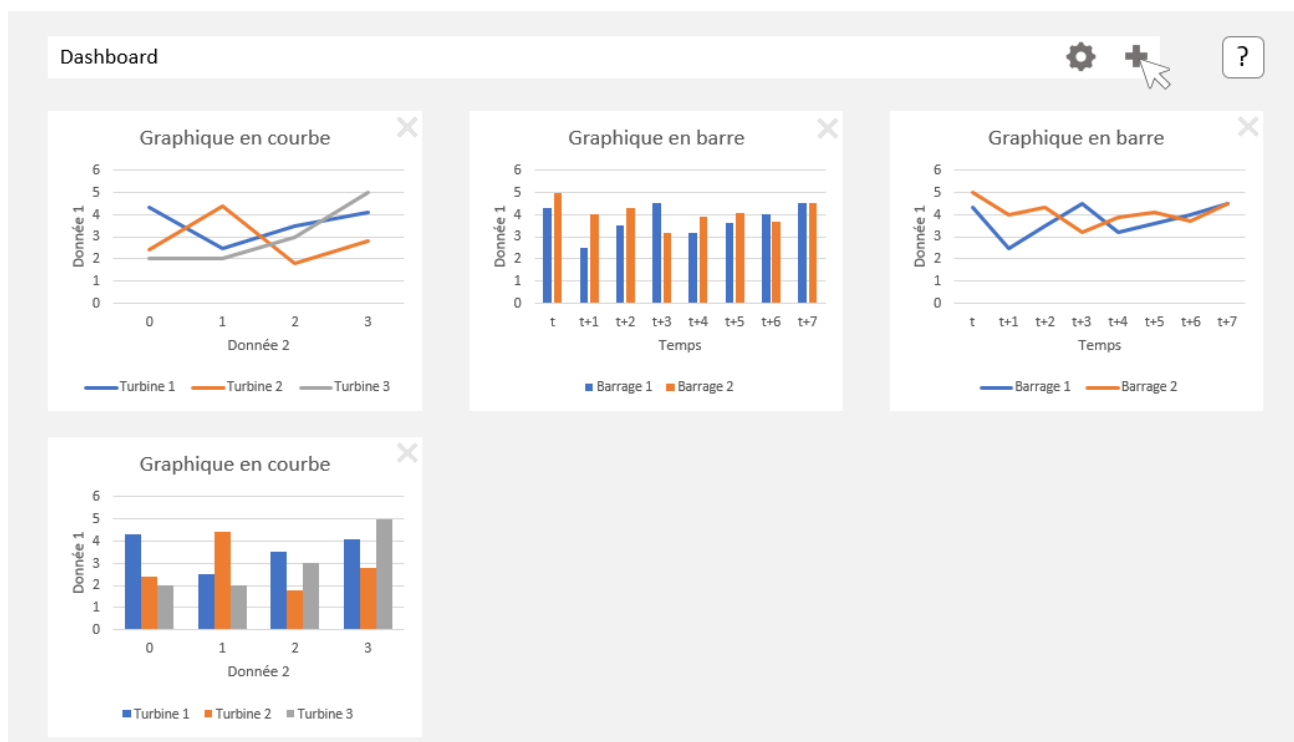 Dashboard
?
Graphique en courbe
6
5
4
3
2
1
0
Donnée 1
0 1 2 3
Donnée 2
Turbine 1 Turbine 2 Turbine 3
Graphique en barre
6
5
4
3
2
1
0
Donnée 1
t t+1 t+2 t+3 t+4 t+5 t+6 t+7
Temps
Barrage 1 Barrage 2
Graphique en barre
6
5
4
3
2
1
0
Donnée 1
t t+1 t+2 t+3 t+4 t+5 t+6 t+7
Temps
Barrage 1 Barrage 2
Graphique en courbe
6
5
4
3
2
1
0
Donnée 1
0 1 2 3
Donnée 2
Turbine 1 Turbine 2 Turbine 3